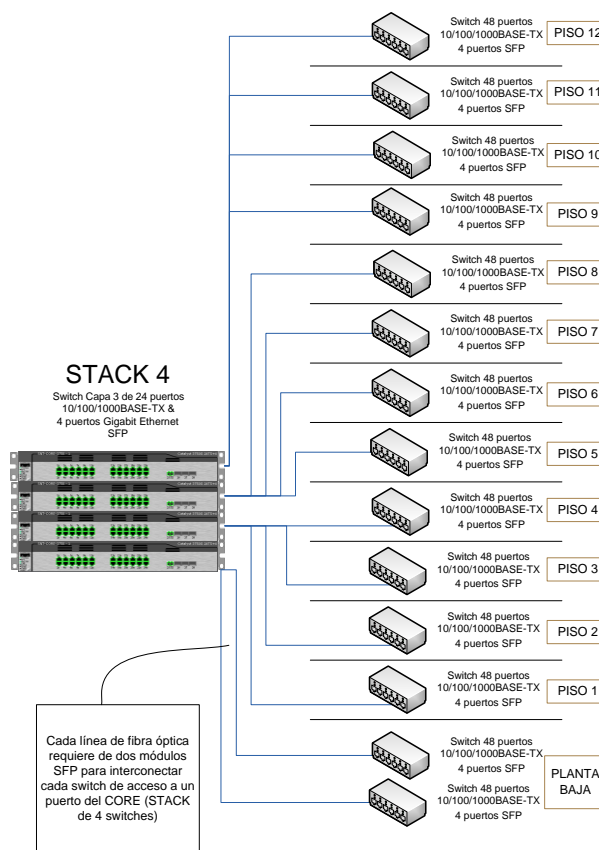 Switch 48 puertos
10/100/1000BASE-TX
4 puertos SFP
PISO 12
Switch 48 puertos
10/100/1000BASE-TX
4 puertos SFP
PISO 11
Switch 48 puertos
10/100/1000BASE-TX
4 puertos SFP
PISO 10
Switch 48 puertos
10/100/1000BASE-TX
4 puertos SFP
PISO 9
Switch 48 puertos
10/100/1000BASE-TX
4 puertos SFP
PISO 8
Switch 48 puertos
10/100/1000BASE-TX
4 puertos SFP
PISO 7
Switch 48 puertos
10/100/1000BASE-TX
4 puertos SFP
PISO 6
Switch 48 puertos
10/100/1000BASE-TX
4 puertos SFP
PISO 5
Switch 48 puertos
10/100/1000BASE-TX
4 puertos SFP
PISO 4
Switch 48 puertos
10/100/1000BASE-TX
4 puertos SFP
PISO 3
Switch 48 puertos
10/100/1000BASE-TX
4 puertos SFP
PISO 2
Switch 48 puertos
10/100/1000BASE-TX
4 puertos SFP
PISO 1
Switch 48 puertos
10/100/1000BASE-TX
4 puertos SFP
Switch 48 puertos
10/100/1000BASE-TX
4 puertos SFP
PLANTA
BAJA
STACK 4
Switch Capa 3 de 24 puertos
10/100/1000BASE-TX &
4 puertos Gigabit Ethernet
SFP
Cada línea de fibra óptica
requiere de dos módulos
SFP para interconectar
cada switch de acceso a un
puerto del CORE (STACK
de 4 switches)